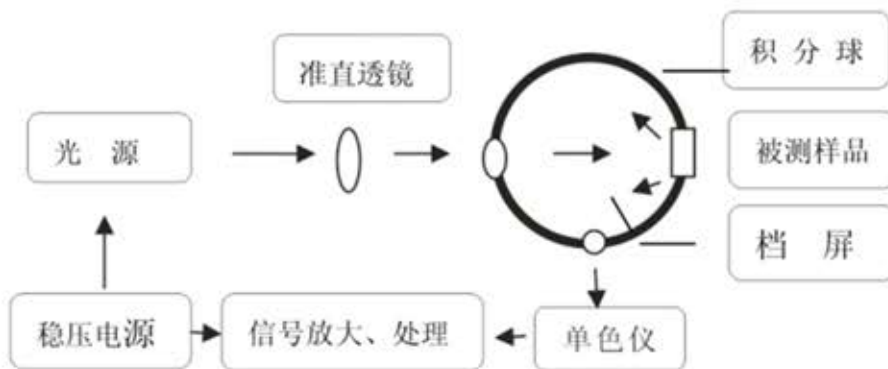 准直透镜
积分球
光源
被测样品
档屏
稳压电源
信号放大、处理
单色仪